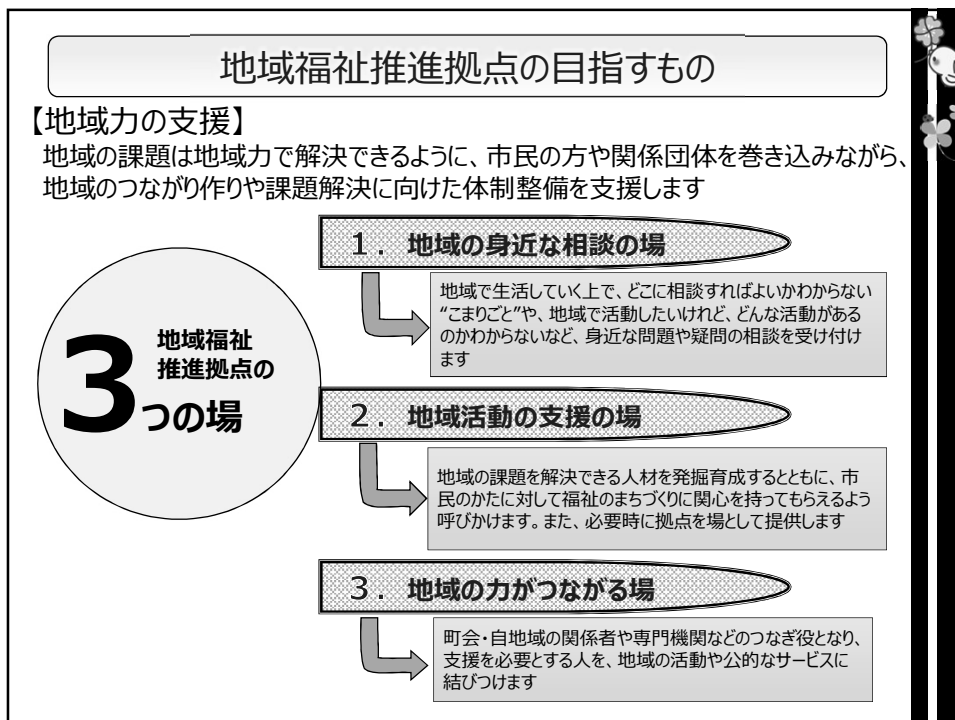 地域福祉推進拠点の目指すもの
【地域力の支援】
地域の課題は地域力で解決できるように、市民の方や関係団体を巻き込みながら、
地域のつながり作りや課題解決に向けた体制整備を支援します
地域福祉
推進拠点の
3つの場
１．地域の身近な相談の場
地域で生活していく上で、どこに相談すればよいかわからない
“こまりごと”や、地域で活動したいけれど、どんな活動がある
のかわからないなど、身近な問題や疑問の相談を受け付け
ます
２．地域活動の支援の場
地域の課題を解決できる人材を発掘育成するとともに、市
民のかたに対して福祉のまちづくりに関心を持ってもらえるよう
呼びかけます。また、必要時に拠点を場として提供します
３．地域の力がつながる場
町会・自地域の関係者や専門機関などのつなぎ役となり、
支援を必要とする人を、地域の活動や公的なサービスに
結びつけます